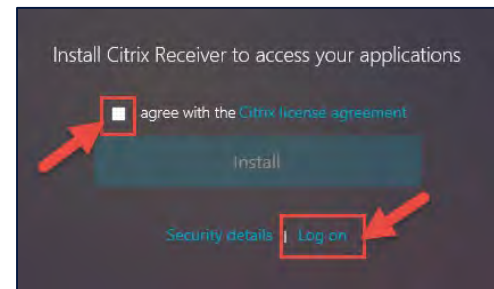 Install Citrix Receiver to access your applications
agree with the Citrix license agreement
Install
Security details | Log on